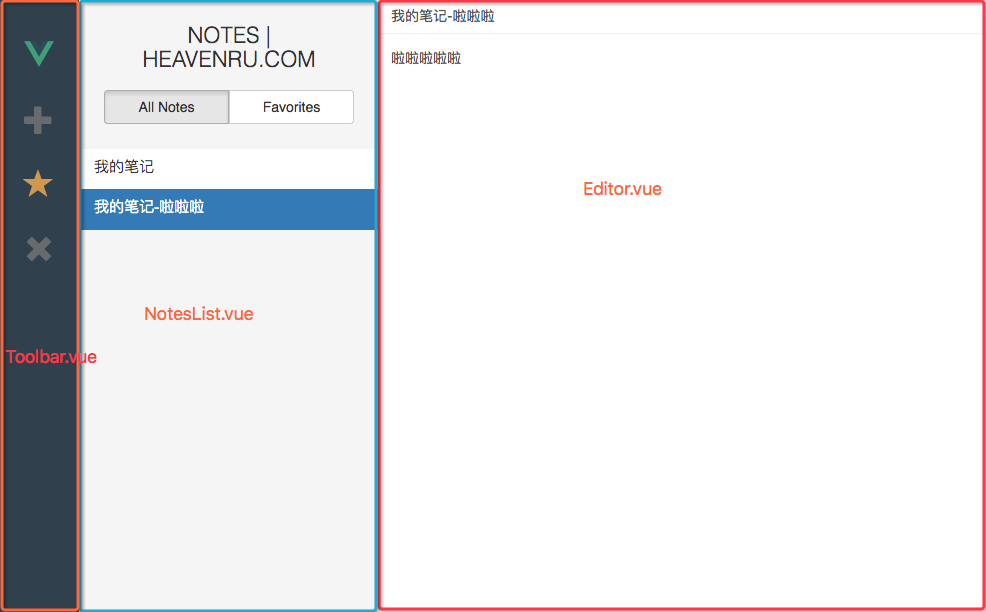 NOTES |
HEAVENRU.COM
All Notes
Favorites
我的笔记
我的笔记-啦啦啦
NotesList.vue
Toolbar.vue
我的笔记-啦啦啦
啦啦啦啦啦
Editor.vue